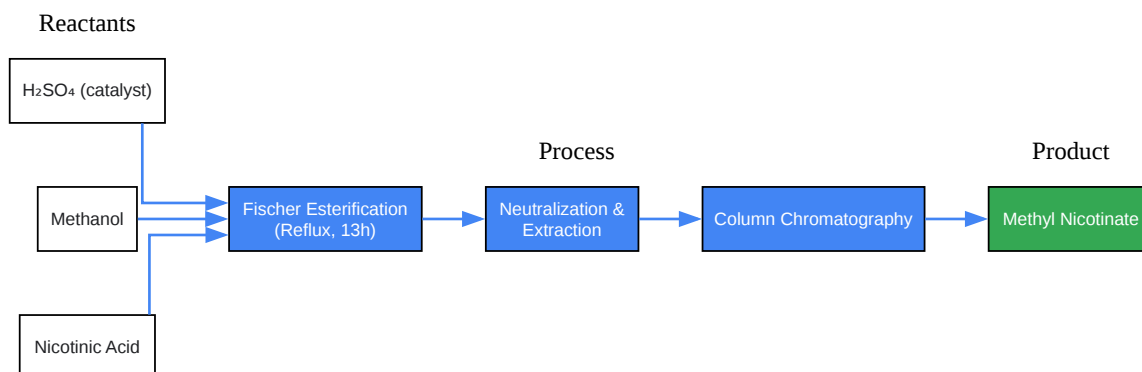 Reactants
H₂SO₄ (catalyst)
Process
Product
Methanol
Fischer Esterification
(Reflux, 13h)
Neutralization &
Extraction
Column Chromatography
Methyl Nicotinate
Nicotinic Acid